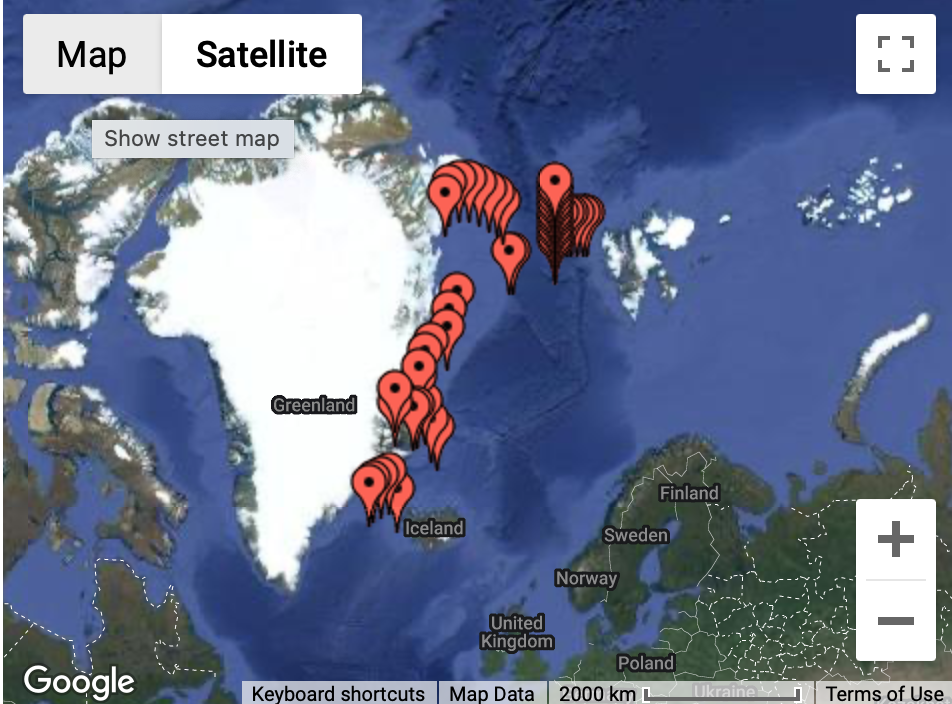 Map
Satellite
Show street map
Greenland
Iceland
Finland
Sweden
Norway
United
Kingdom
Poland
Ukraine
Google
Keyboard shortcuts
Map Data
2000 km
Terms of Use